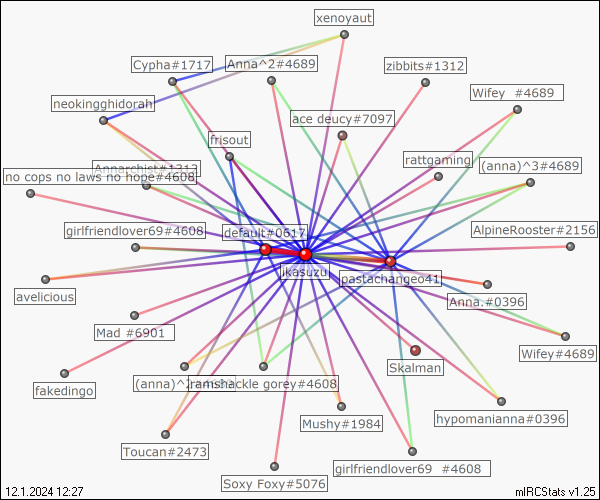 xenoyaut
Cypha#1717
Anna^2#4689
zibbits#1312
neokingghidorah
Wifey  #4689
ace deucy#7097
frisout
rattgaming
Annarchist#1312
(anna)^3#4689
no cops no laws no hope#4608
girlfriendlover69#4608
default#0617
AlpineRooster#2156
jkasuzu
pastachangeo41
avelicious
Anna.#0396
Mad #6901
Wifey#4689
Skalman
fakedingo
(anna)^
ramshackle gorey#4608
hypomanianna#0396
Mushy#1984
Toucan#2473
girlfriendlover69  #4608
Soxy Foxy#5076
12.1.2024 12:27
mIRCStats v1.25